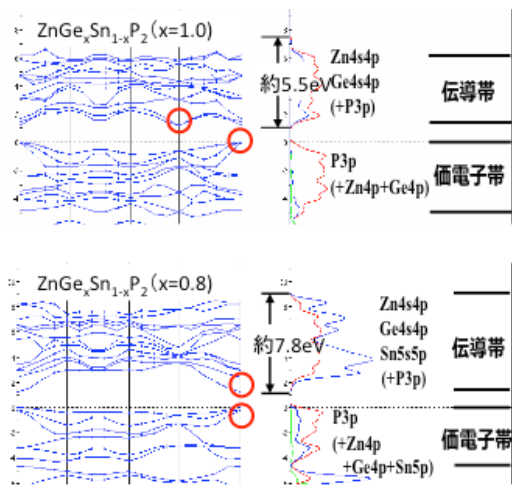 ZnGeₓSn₁₋ₓP₂(x=1.0)
約5.5eV
Zn4s4p
Ge4s4p
(+P3p)
伝導帯
P3p
(+Zn4p+Ge4p)
価電子帯
ZnGeₓSn₁₋ₓP₂(x=0.8)
約7.8eV
Zn4s4p
Ge4s4p
Sn5s5p
(+P3p)
伝導帯
P3p
(+Zn4p
+Ge4p+Sn5p)
価電子帯